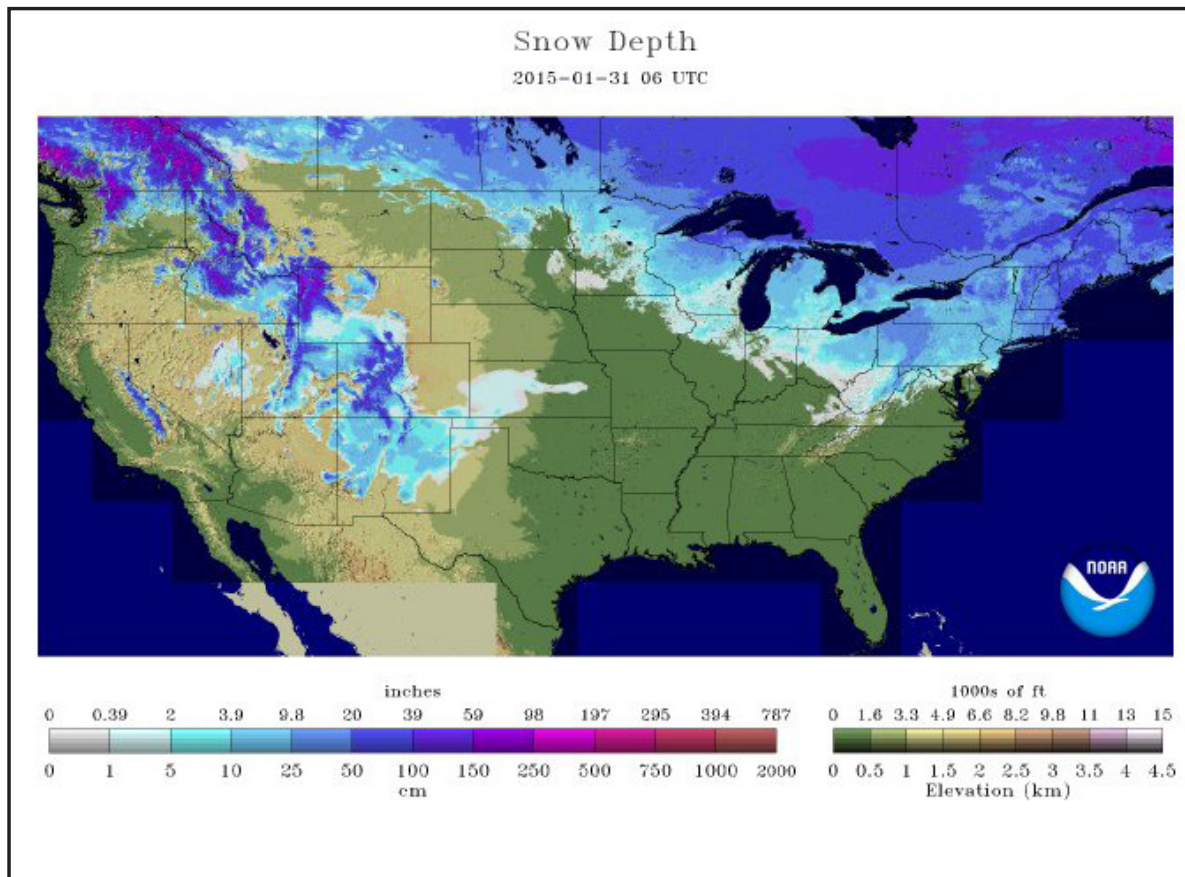 Snow Depth
2015-01-31 06 UTC
NOAA
inches
0 0.39 2 3.9 9.8 20 39 59 98 197 295 394 787
0 1 5 10 25 50 100 150 250 500 750 1000 2000
cm
1000s of ft
0 1.6 3.3 4.9 6.6 8.2 9.8 11 13 15
0 0.5 1 1.5 2 2.5 3 3.5 4 4.5
Elevation (km)